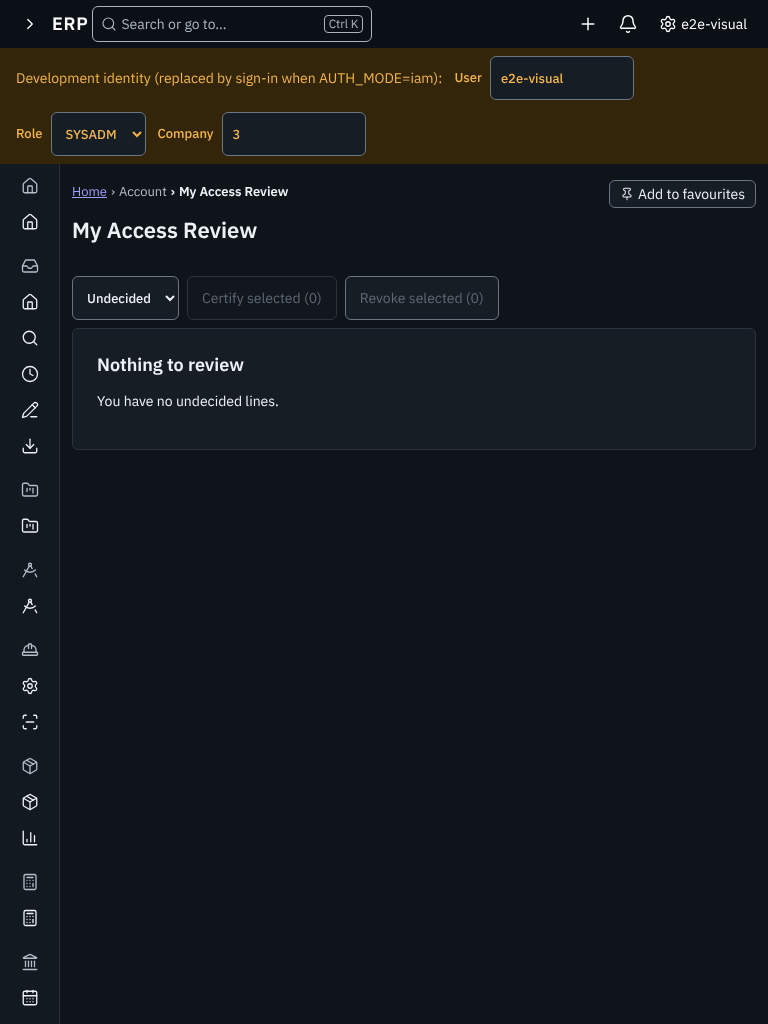 ERP Search or go to... Ctrl K e2e-visual
Development identity (replaced by sign-in when AUTH_MODE=iam): User e2e-visual
Role SYSADM Company 3
Home › Account › My Access Review Add to favourites
My Access Review
Undecided Certify selected (0) Revoke selected (0)
Nothing to review
You have no undecided lines.